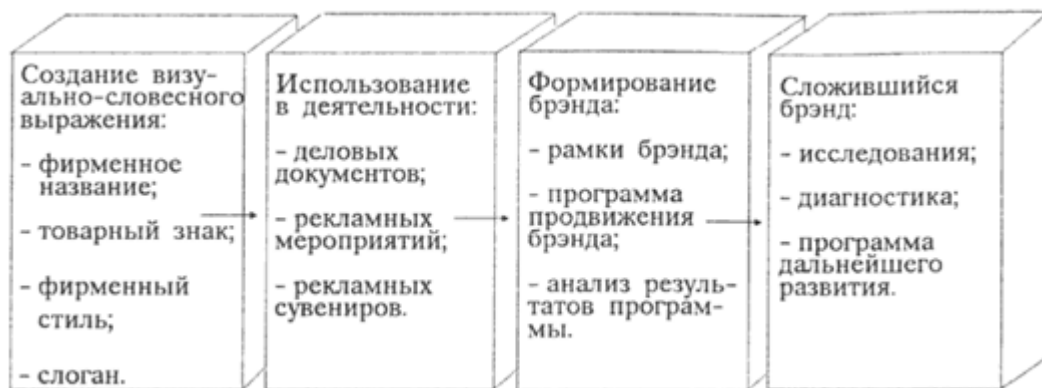 Создание визу-
ально-словесного
выражения:
- фирменное
название;
- товарный знак;
- фирменный
стиль;
- слоган.
Использование
в деятельности:
- деловых
документов;
- рекламных
мероприятий;
- рекламных
сувениров.
Формирование
брэнда:
- рамки брэнда;
- программа
продвижения
брэнда;
- анализ резуль-
татов програм-
мы.
Сложившийся
брэнд:
- исследования;
- диагностика;
- программа
дальнейшего
развития.